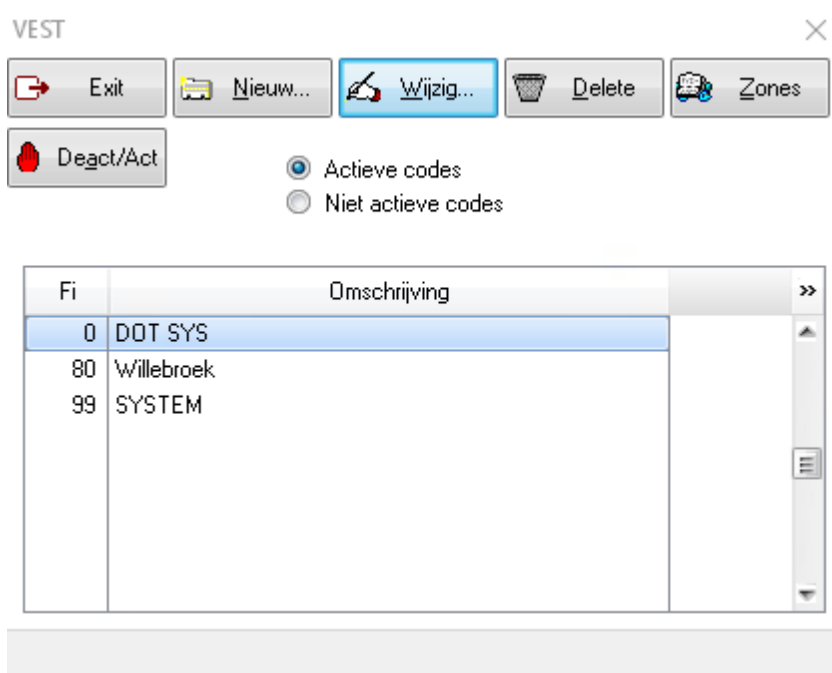 VEST
Exit Nieuw... Wijzig... Delete Zones
Deact/Act
Actieve codes
Niet actieve codes
Fi Omschrijving »
0 DOT SYS
80 Willebroek
99 SYSTEM